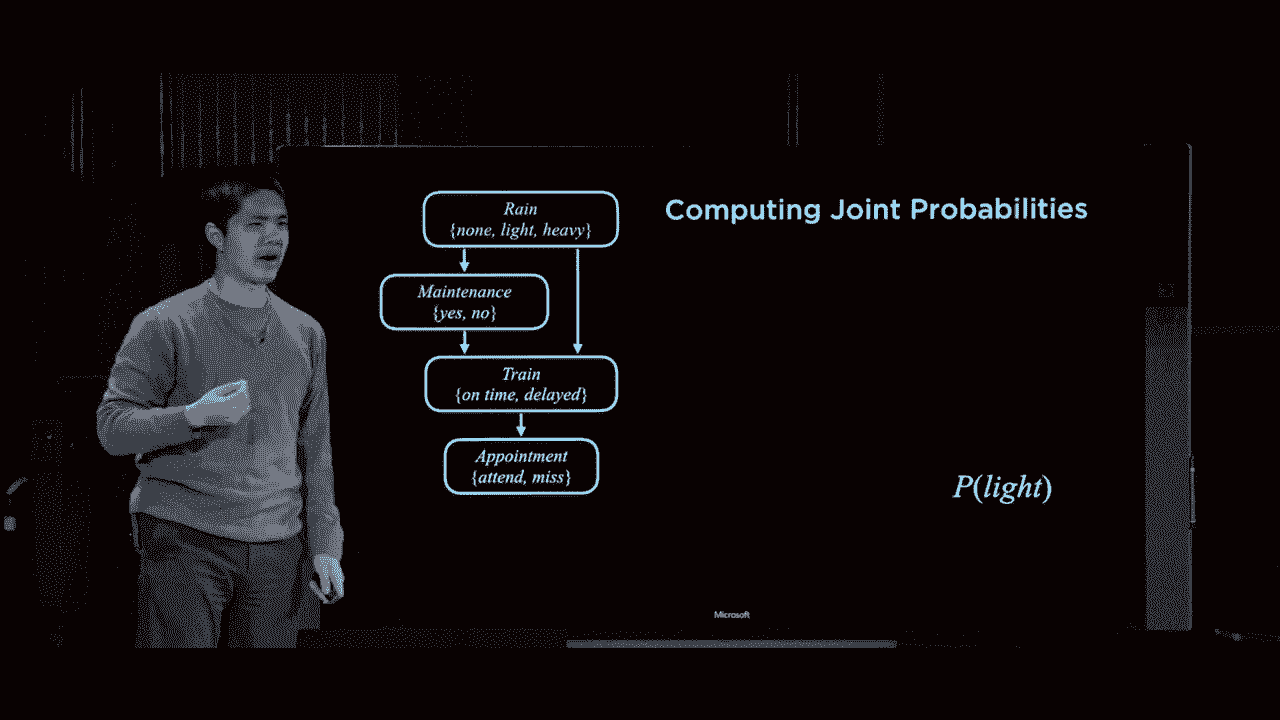 Computing Joint Probabilities
Rain
{none, light, heavy}
Maintenance
{yes, no}
Train
{on time, delayed}
Appointment
{attend, miss}
P(light)
Microsoft